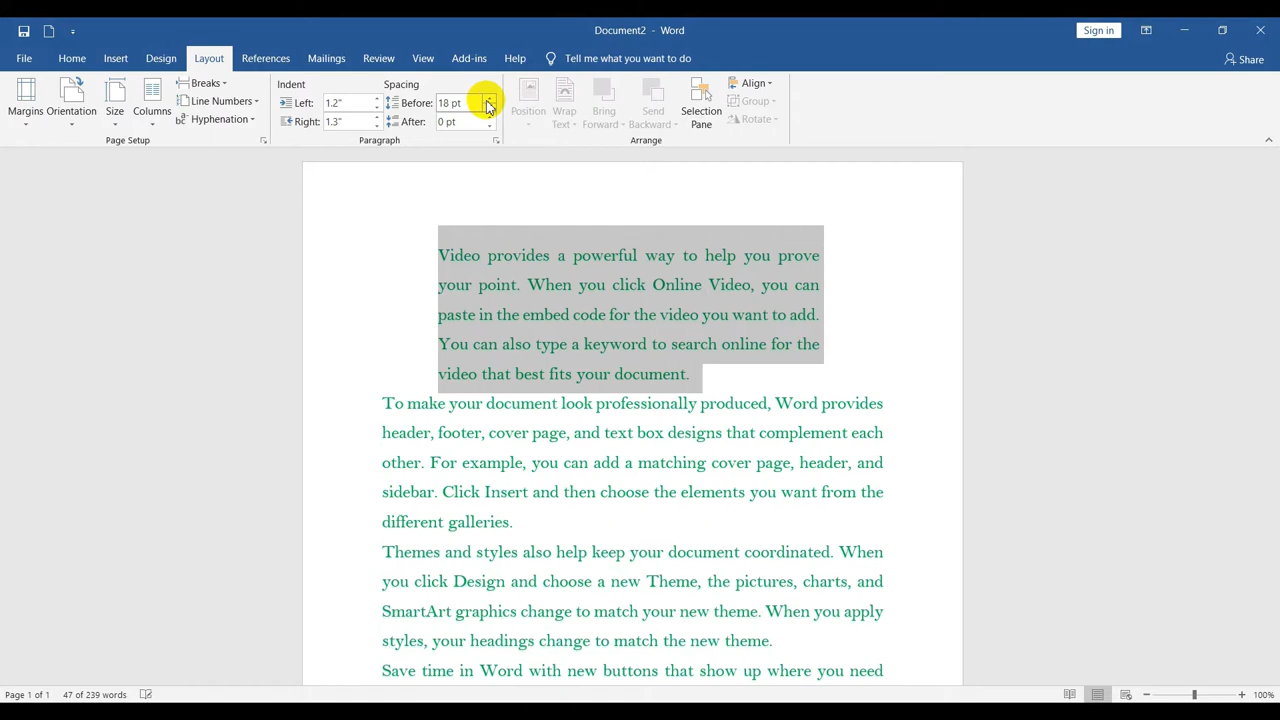 Document2 - Word
Sign in
File Home Insert Design Layout References Mailings Review View Add-ins Help Tell me what you want to do Share
Margins
Orientation
Size
Columns
Breaks
Line Numbers
Hyphenation
Page Setup
Indent
Left: 1.2"
Right: 1.3"
Spacing
Before: 18 pt
After: 0 pt
Paragraph
Position
Wrap
Text
Bring
Forward
Send
Backward
Selection
Pane
Align
Group
Rotate
Arrange
Video provides a powerful way to help you prove
your point. When you click Online Video, you can
paste in the embed code for the video you want to add.
You can also type a keyword to search online for the
video that best fits your document.
To make your document look professionally produced, Word provides
header, footer, cover page, and text box designs that complement each
other. For example, you can add a matching cover page, header, and
sidebar. Click Insert and then choose the elements you want from the
different galleries.
Themes and styles also help keep your document coordinated. When
you click Design and choose a new Theme, the pictures, charts, and
SmartArt graphics change to match your new theme. When you apply
styles, your headings change to match the new theme.
Save time in Word with new buttons that show up where you need
Page 1 of 1 47 of 239 words 100%